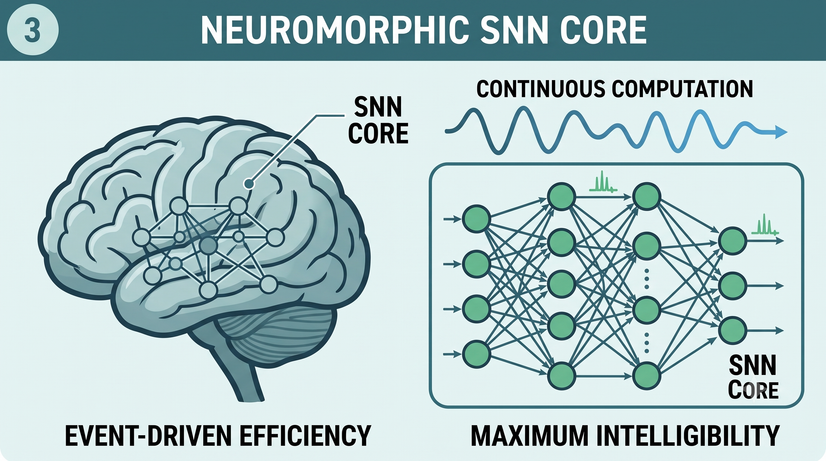 3
NEUROMORPHIC SNN CORE
SNN
CORE
CONTINUOUS COMPUTATION
SNN
CORE
EVENT-DRIVEN EFFICIENCY
MAXIMUM INTELLIGIBILITY